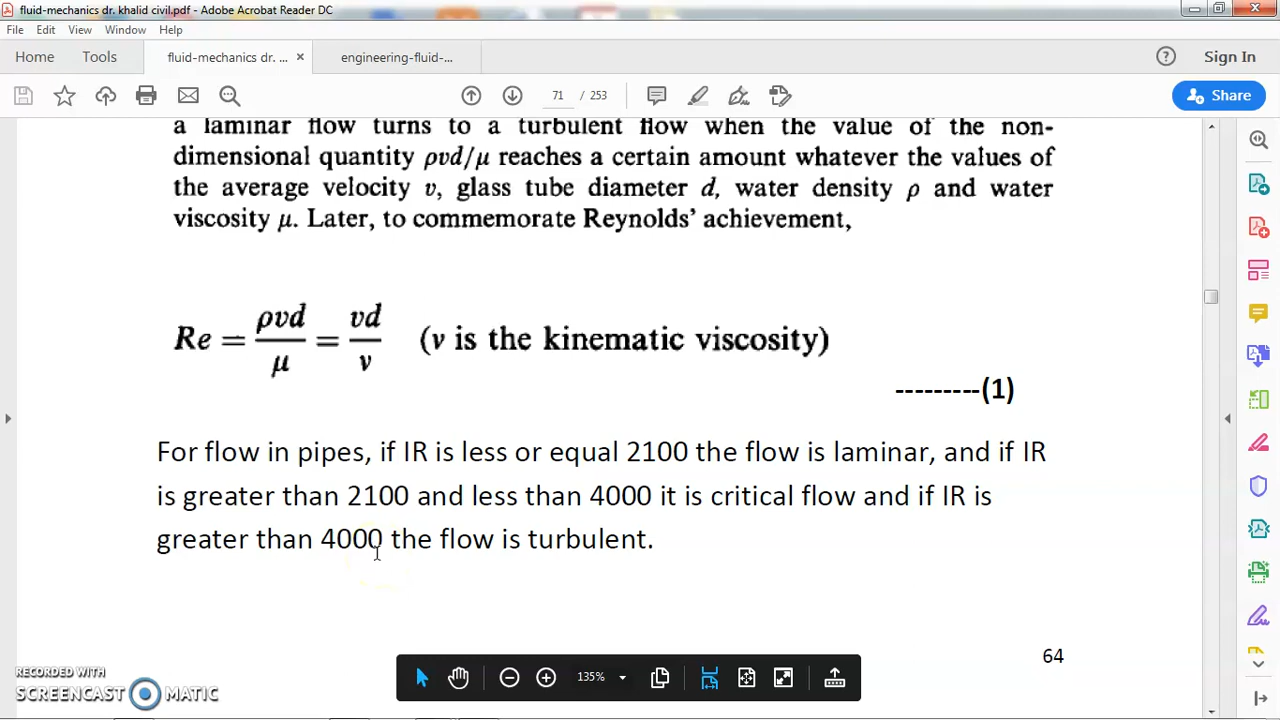 fluid-mechanics dr. khalid civil.pdf - Adobe Acrobat Reader DC
File Edit View Window Help
Home Tools fluid-mechanics dr. ... × engineering-fluid-... Sign In
71 / 253 Share
a laminar flow turns to a turbulent flow when the value of the non-
dimensional quantity ρvd/μ reaches a certain amount whatever the values of
the average velocity v, glass tube diameter d, water density ρ and water
viscosity μ. Later, to commemorate Reynolds' achievement,
Re = ρvd/μ = vd/ν (ν is the kinematic viscosity)
---------(1)
For flow in pipes, if IR is less or equal 2100 the flow is laminar, and if IR
is greater than 2100 and less than 4000 it is critical flow and if IR is
greater than 4000 the flow is turbulent.
64
135%
RECORDED WITH
SCREENCAST MATIC